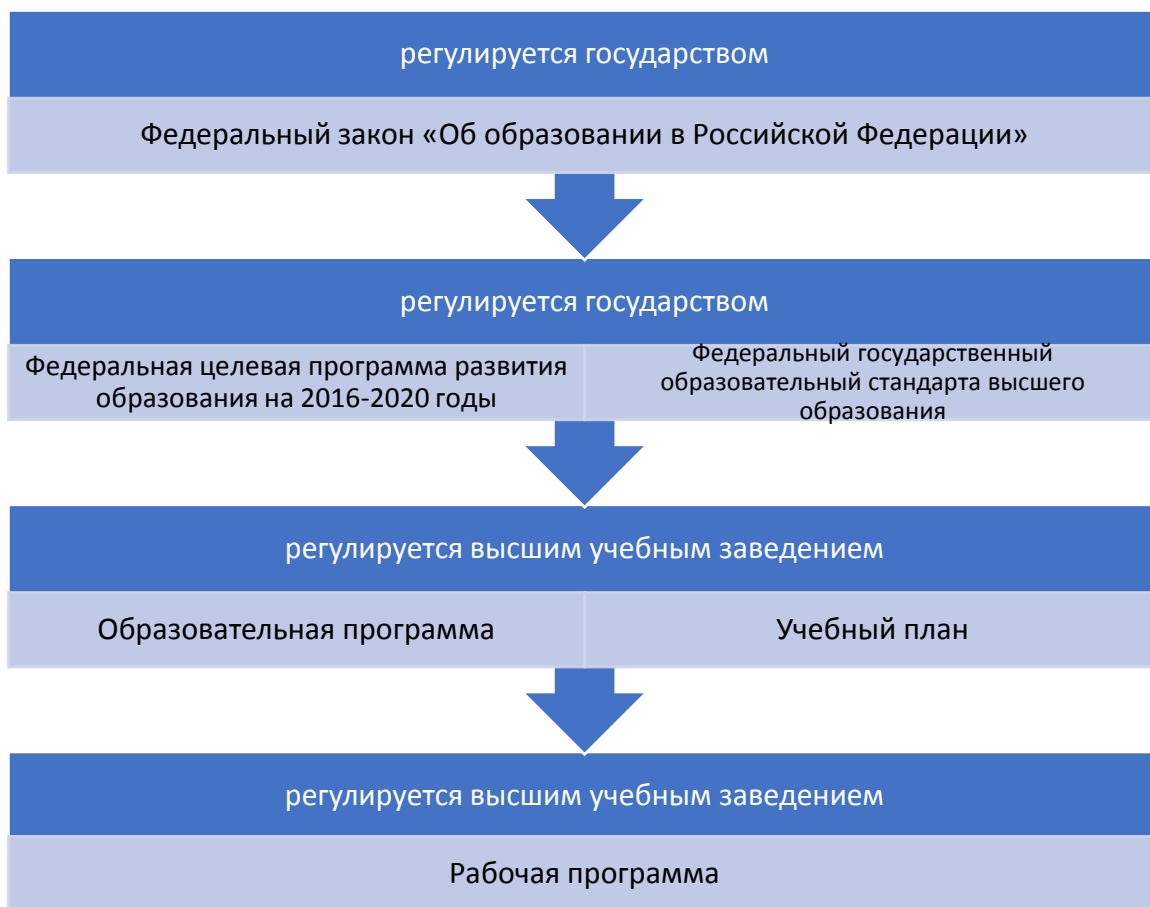 регулируется государством
Федеральный закон «Об образовании в Российской Федерации»
регулируется государством
Федеральная целевая программа развития
образования на 2016-2020 годы
Федеральный государственный
образовательный стандарта высшего
образования
регулируется высшим учебным заведением
Образовательная программа
Учебный план
регулируется высшим учебным заведением
Рабочая программа